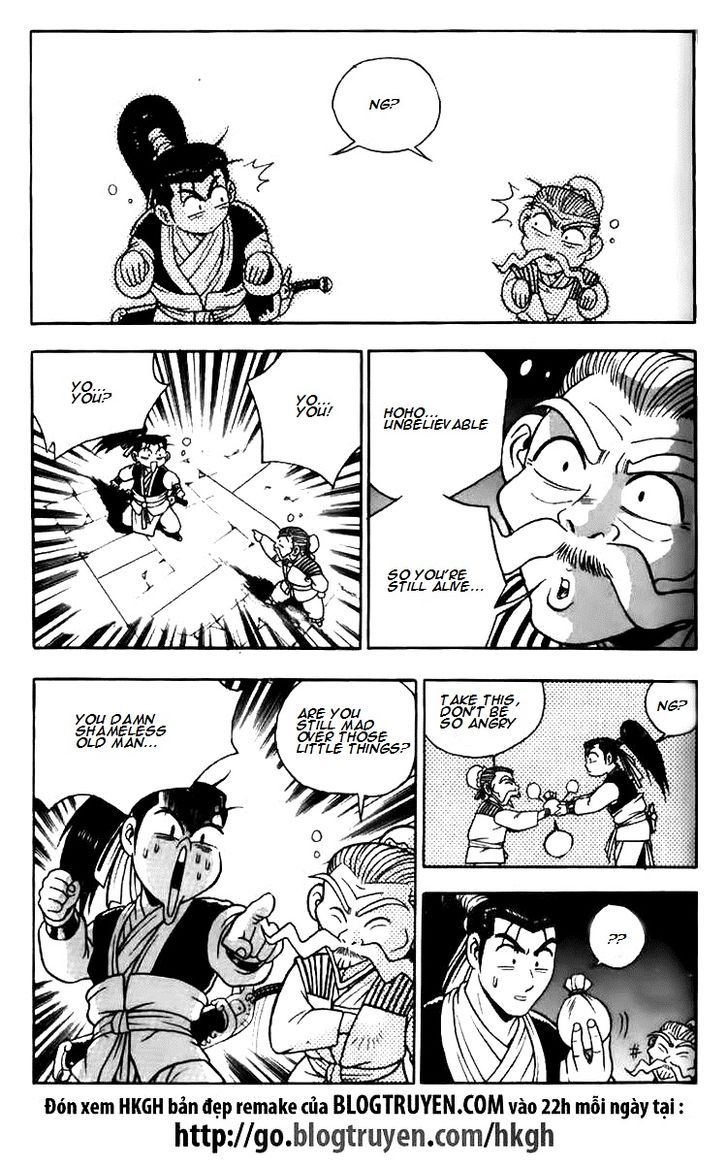 NG?
YO...
YOU?
YO...
YOU!
HOHO...
UNBELIEVABLE
SO YOU'RE
STILL ALIVE...
YOU DAMN
SHAMELESS
OLD MAN...
ARE YOU
STILL MAD
OVER THOSE
LITTLE THINGS?
TAKE THIS,
DON'T BE
SO ANGRY
NG?
??
Đón xem HKGH bản đẹp remake của BLOGTRUYEN.COM vào 22h mỗi ngày tại :
http://go.blogtruyen.com/hkgh